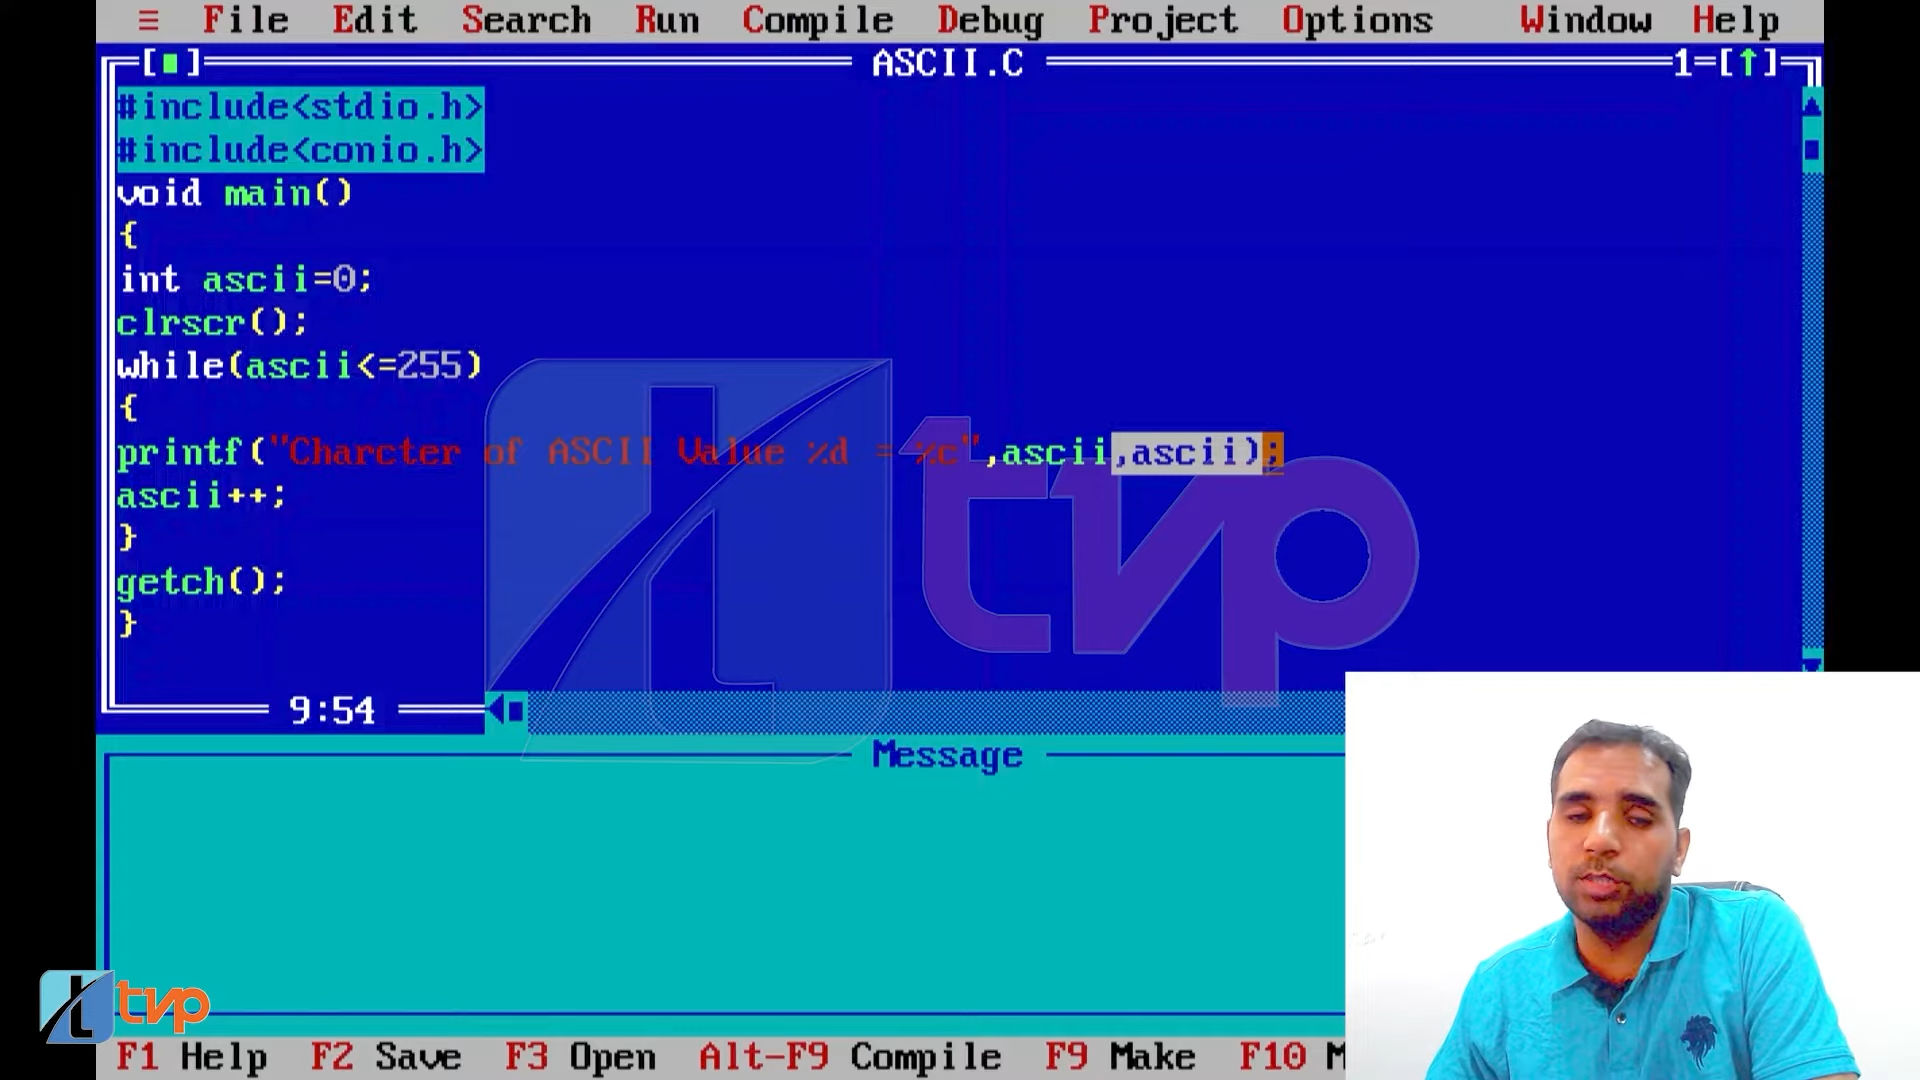 ≡ File Edit Search Run Compile Debug Project Options Window Help
[■] ASCII.C 1=[↑]
#include<stdio.h>
#include<conio.h>
void main()
{
int ascii=0;
clrscr();
while(ascii<=255)
{
printf("Charcter of ASCII Value %d = %c",ascii,ascii);
ascii++;
}
getch();
}
tvp
9:54
Message
tvp
F1 Help F2 Save F3 Open Alt-F9 Compile F9 Make F10 M